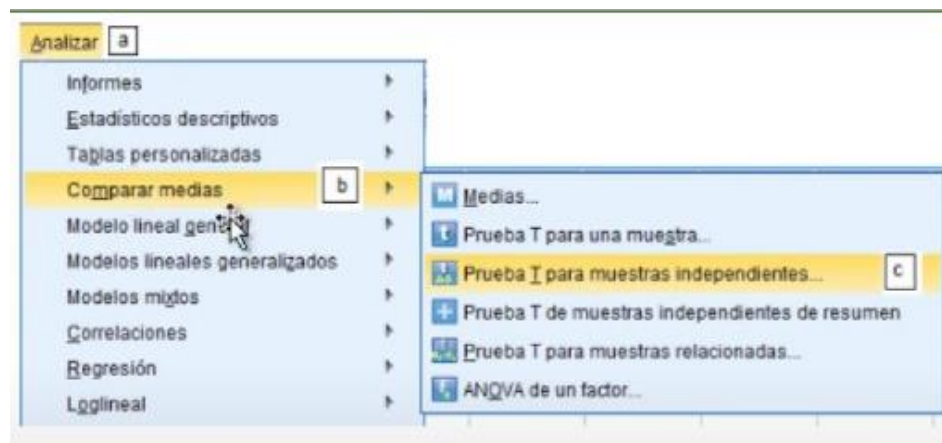 Analizar a
Informes
Estadísticos descriptivos
Tablas personalizadas
Comparar medias b
Modelo lineal general
Modelos lineales generalizados
Modelos mixtos
Correlaciones
Regresión
Loglineal
M Medias...
Prueba T para una muestra...
Prueba T para muestras independientes... c
Prueba T de muestras independientes de resumen
Prueba T para muestras relacionadas...
ANOVA de un factor...